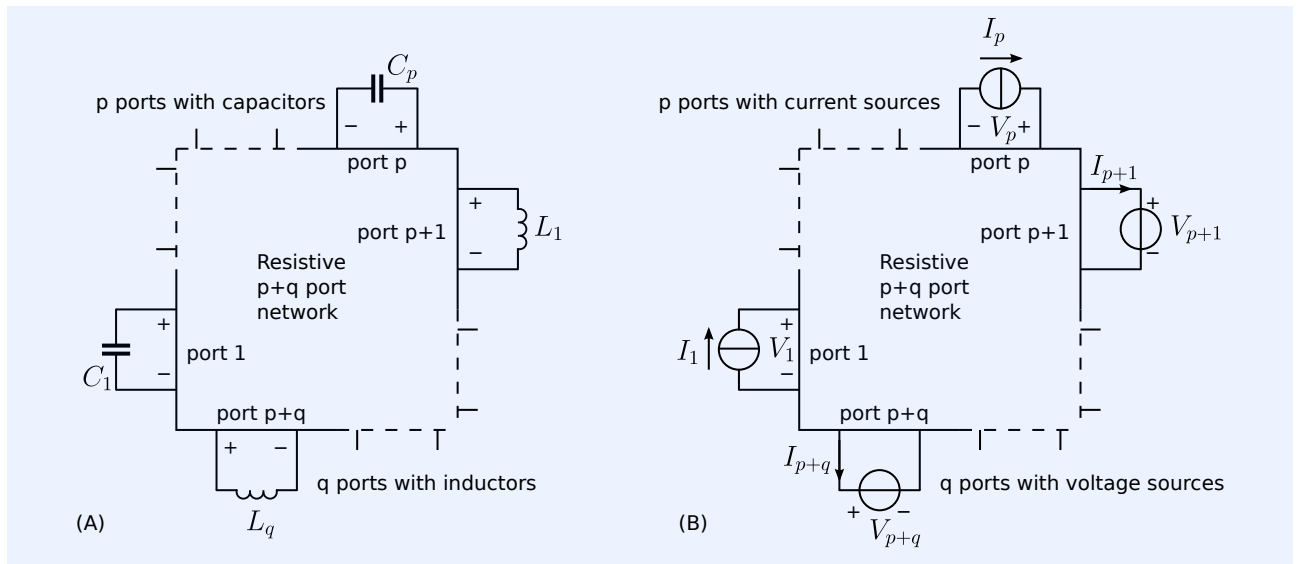 C_p
p ports with capacitors
− +
port p
+
port p+1
L_1
−
Resistive
p+q port
network
+
port 1
−
C_1
port p+q
+ −
q ports with inductors
L_q
(A)
I_p
p ports with current sources
− V_p +
port p
I_{p+1}
+
port p+1
V_{p+1}
−
Resistive
p+q port
network
+
I_1
V_1
port 1
−
port p+q
I_{p+q}
q ports with voltage sources
+ −
V_{p+q}
(B)